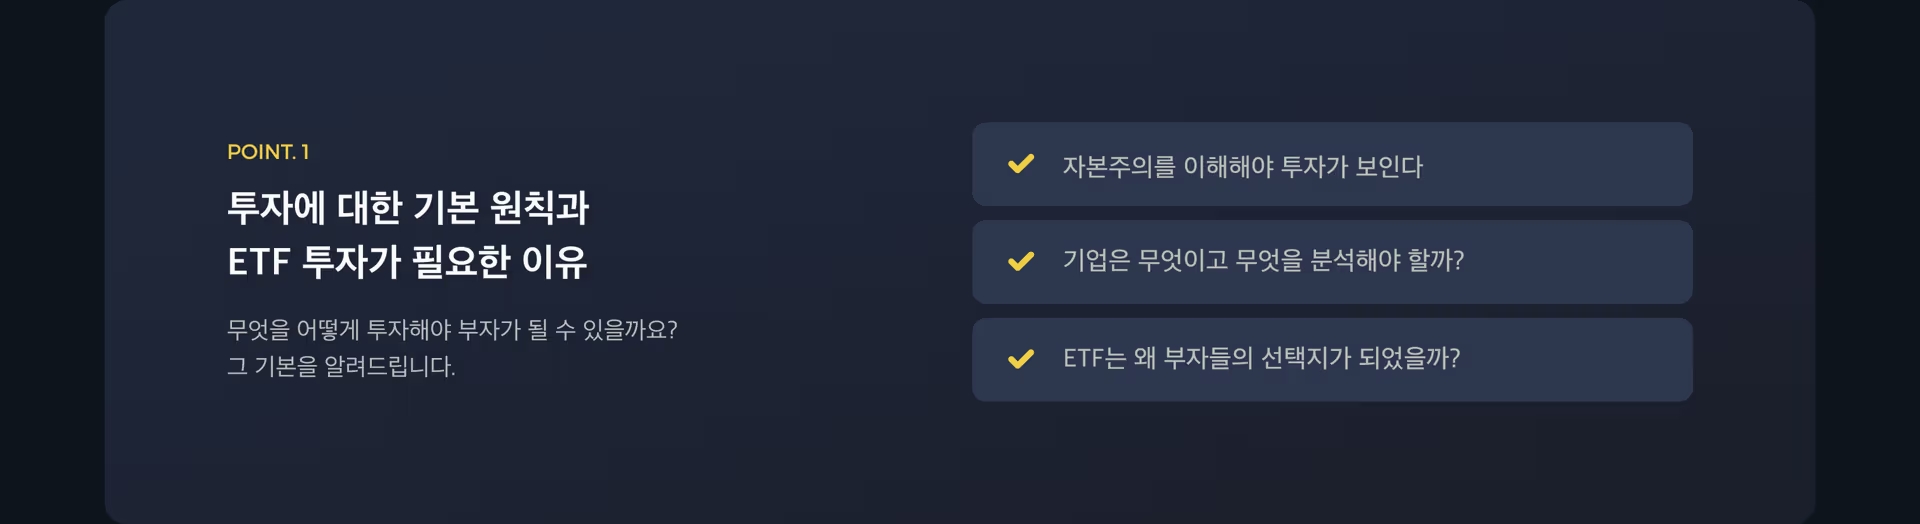 POINT. 1
투자에 대한 기본 원칙과
ETF 투자가 필요한 이유
무엇을 어떻게 투자해야 부자가 될 수 있을까요?
그 기본을 알려드립니다.
자본주의를 이해해야 투자가 보인다
기업은 무엇이고 무엇을 분석해야 할까?
ETF는 왜 부자들의 선택지가 되었을까?